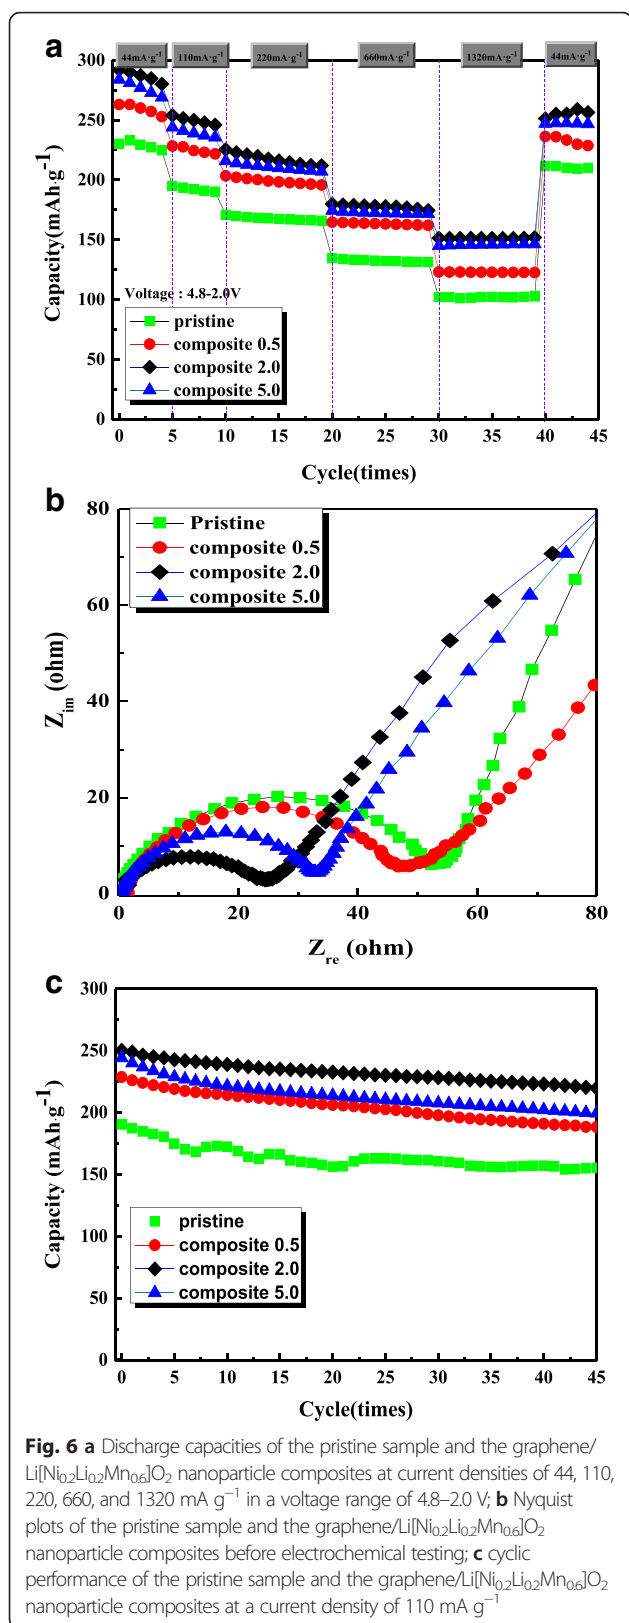 a
44mA·g⁻¹ 110mA·g⁻¹ 220mA·g⁻¹ 660mA·g⁻¹ 1320mA·g⁻¹ 44mA·g⁻¹
300
250
200
150
100
50
0
Capacity(mAh·g⁻¹)
Voltage : 4.8-2.0V
pristine
composite 0.5
composite 2.0
composite 5.0
0 5 10 15 20 25 30 35 40 45
Cycle(times)
b
80
60
40
20
0
Z_im (ohm)
Pristine
composite 0.5
composite 2.0
composite 5.0
0 20 40 60 80
Z_re (ohm)
c
300
250
200
150
100
50
0
Capacity (mAh·g⁻¹)
pristine
composite 0.5
composite 2.0
composite 5.0
0 5 10 15 20 25 30 35 40 45
Cycle(times)
Fig. 6 a Discharge capacities of the pristine sample and the graphene/
Li[Ni₀.₂Li₀.₂Mn₀.₆]O₂ nanoparticle composites at current densities of 44, 110,
220, 660, and 1320 mA g⁻¹ in a voltage range of 4.8–2.0 V; b Nyquist
plots of the pristine sample and the graphene/Li[Ni₀.₂Li₀.₂Mn₀.₆]O₂
nanoparticle composites before electrochemical testing; c cyclic
performance of the pristine sample and the graphene/Li[Ni₀.₂Li₀.₂Mn₀.₆]O₂
nanoparticle composites at a current density of 110 mA g⁻¹